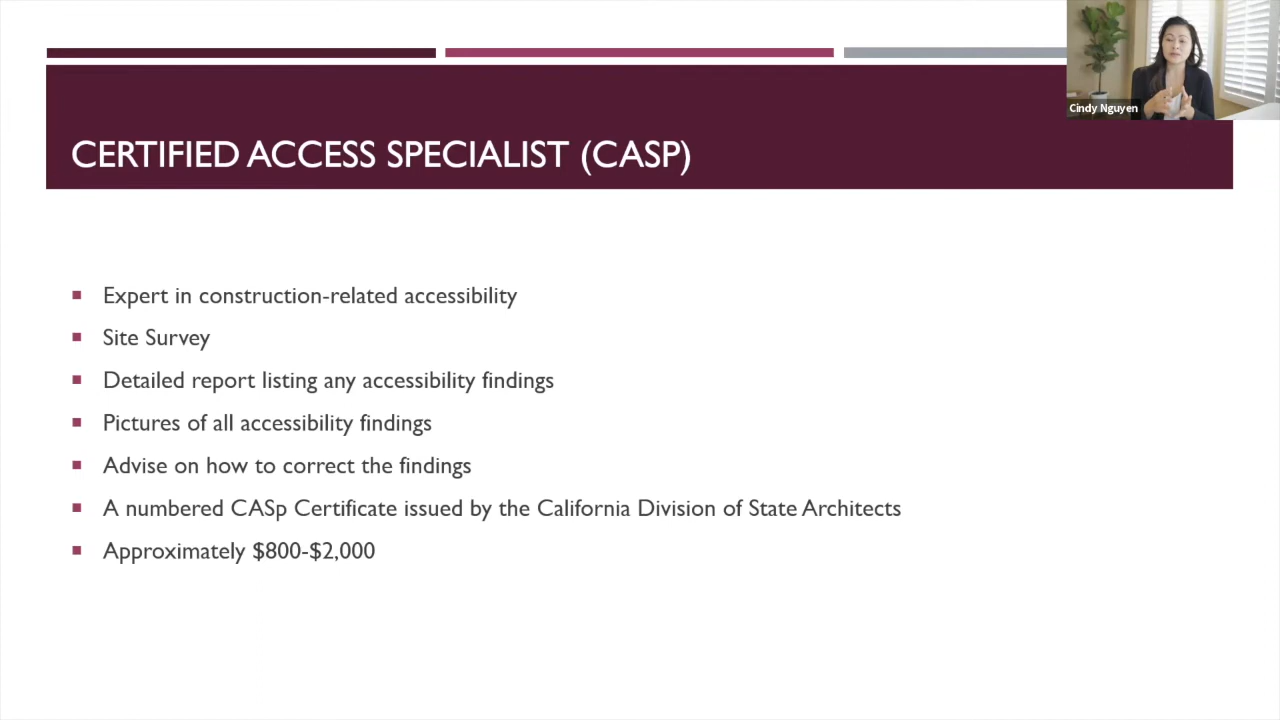 Cindy Nguyen
CERTIFIED ACCESS SPECIALIST (CASP)
Expert in construction-related accessibility
Site Survey
Detailed report listing any accessibility findings
Pictures of all accessibility findings
Advise on how to correct the findings
A numbered CASp Certificate issued by the California Division of State Architects
Approximately $800-$2,000